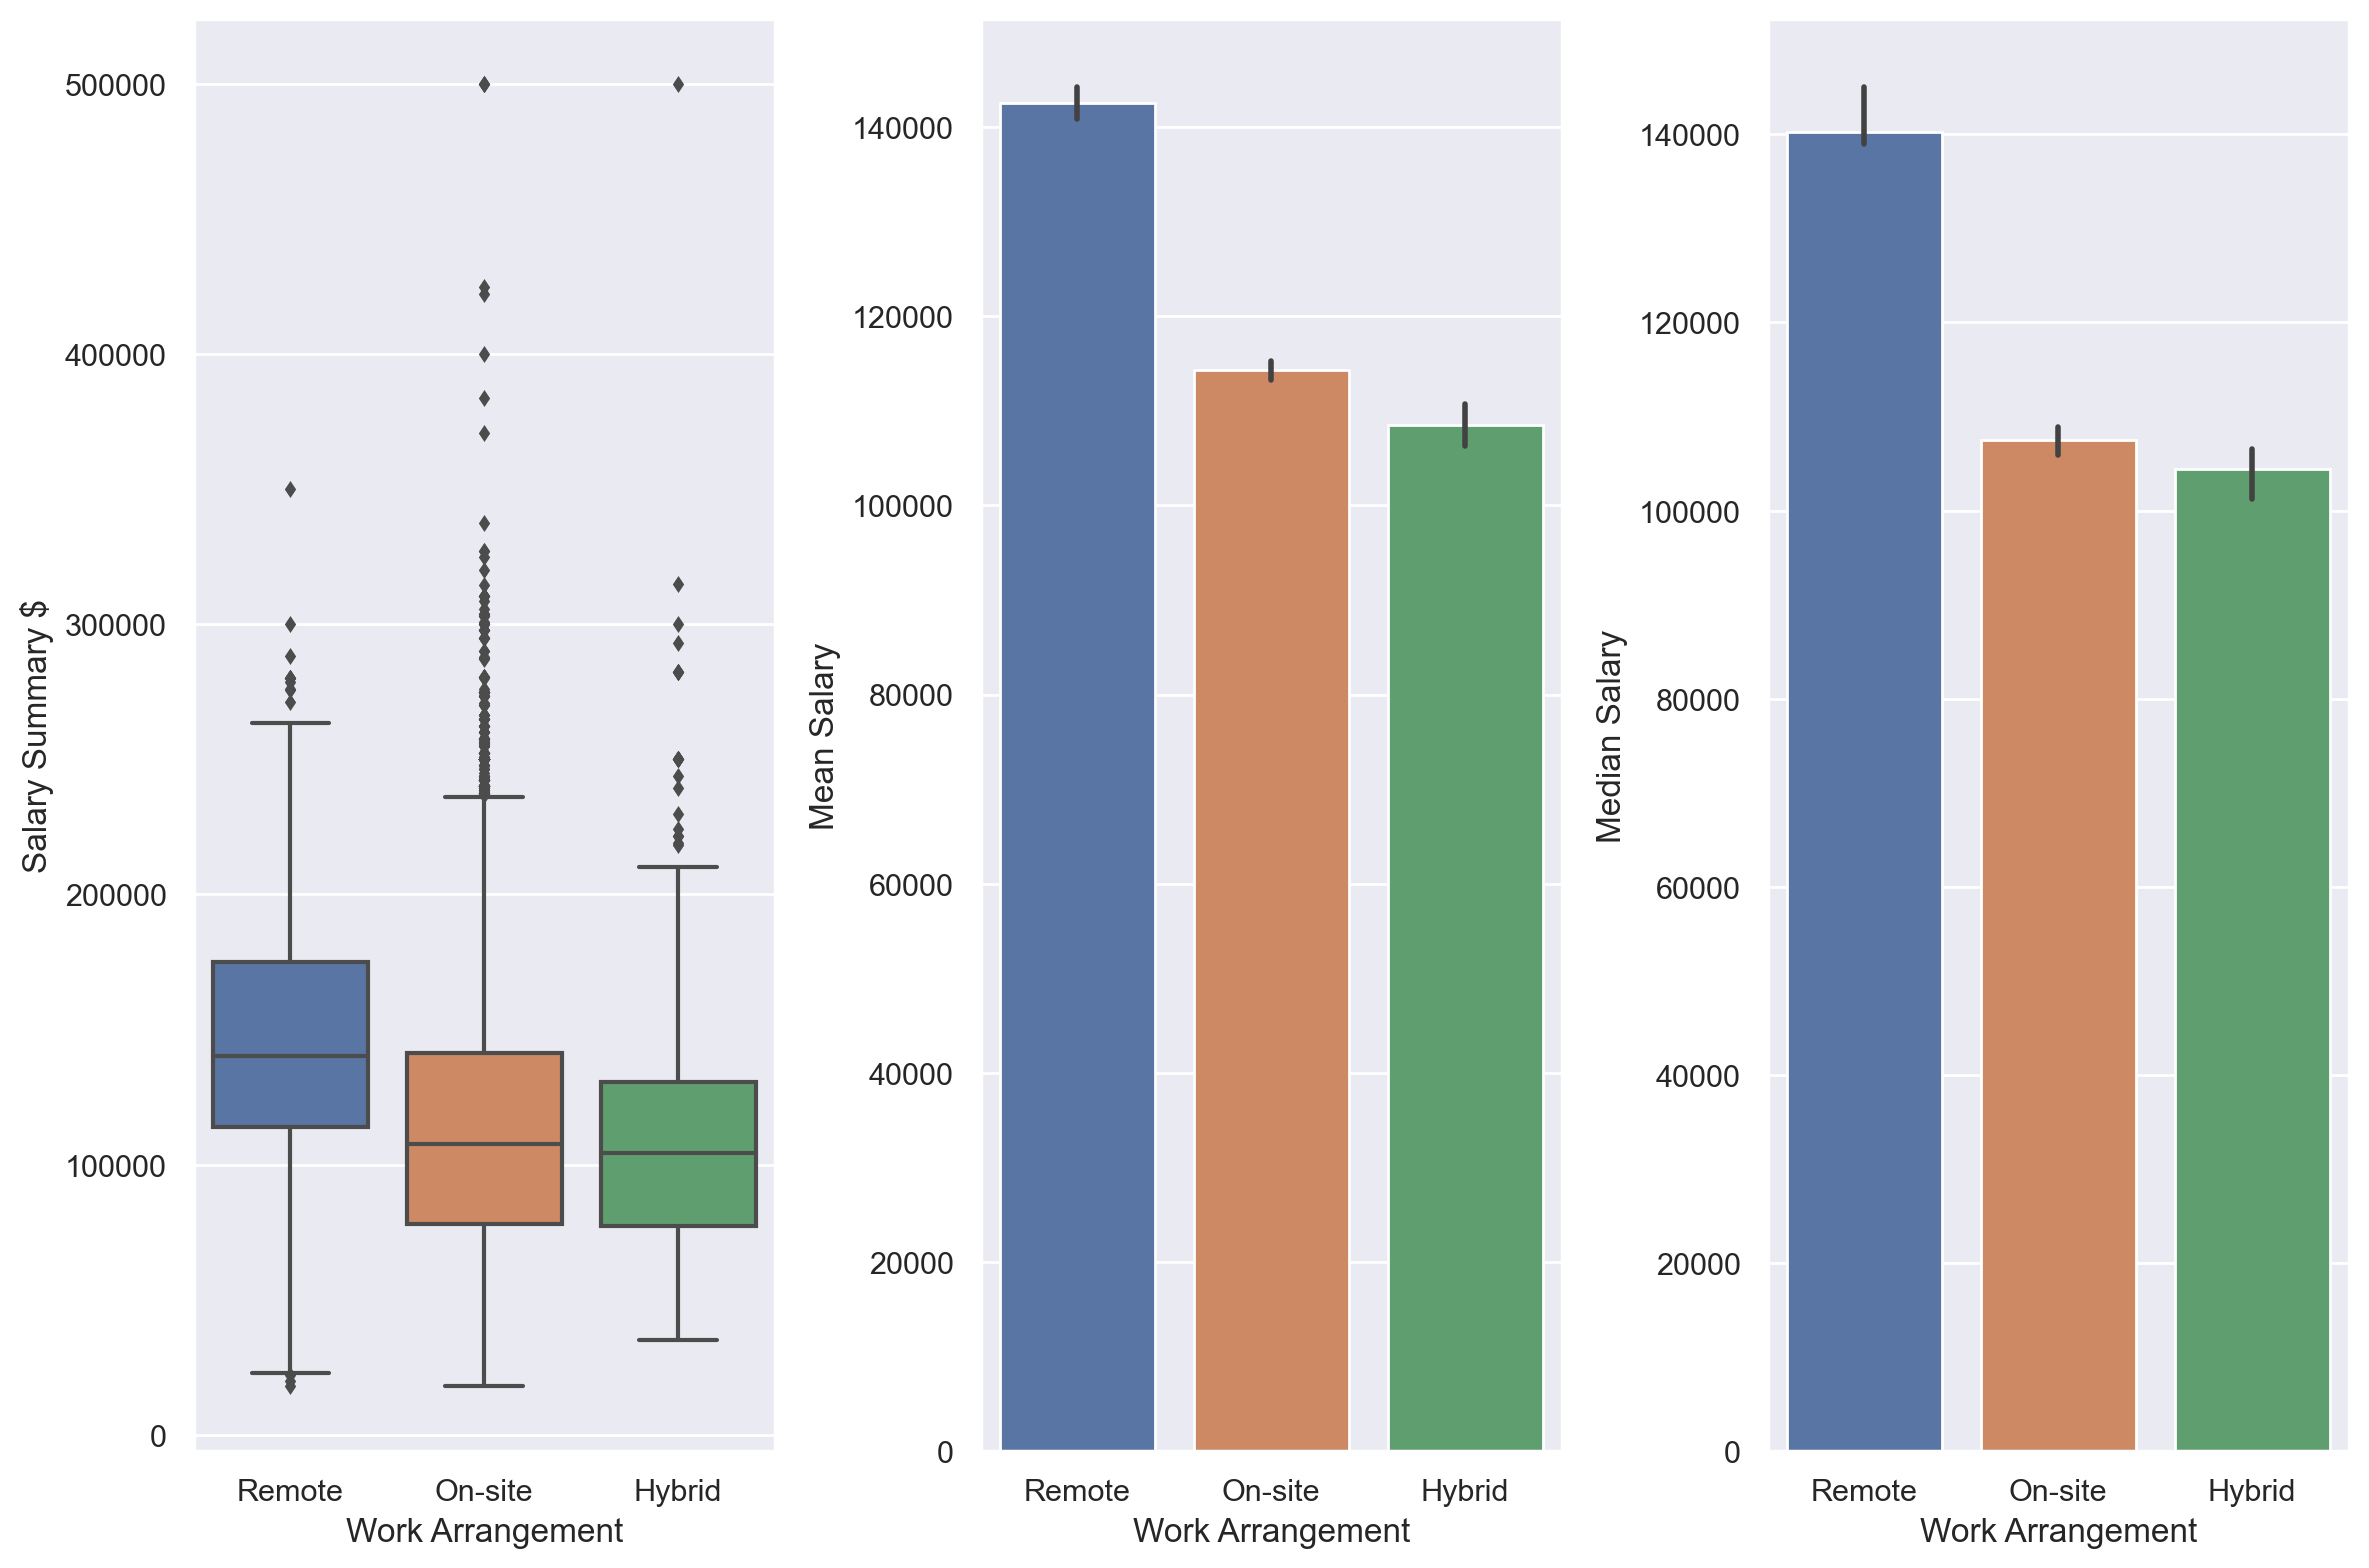 Salary Summary $
500000
400000
300000
200000
100000
0
Remote
On-site
Hybrid
Work Arrangement
Mean Salary
140000
120000
100000
80000
60000
40000
20000
0
Remote
On-site
Hybrid
Work Arrangement
Median Salary
140000
120000
100000
80000
60000
40000
20000
0
Remote
On-site
Hybrid
Work Arrangement